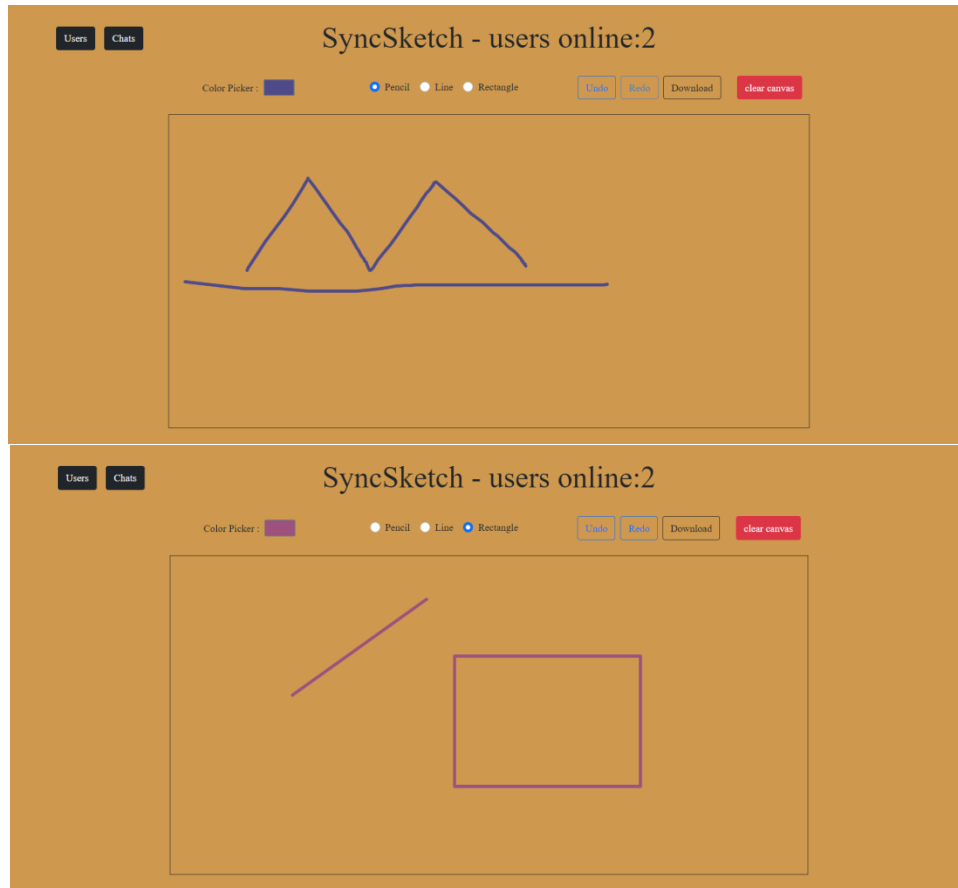 Users Chats SyncSketch - users online:2
Color Picker : Pencil Line Rectangle Undo Redo Download clear canvas
Users Chats SyncSketch - users online:2
Color Picker : Pencil Line Rectangle Undo Redo Download clear canvas